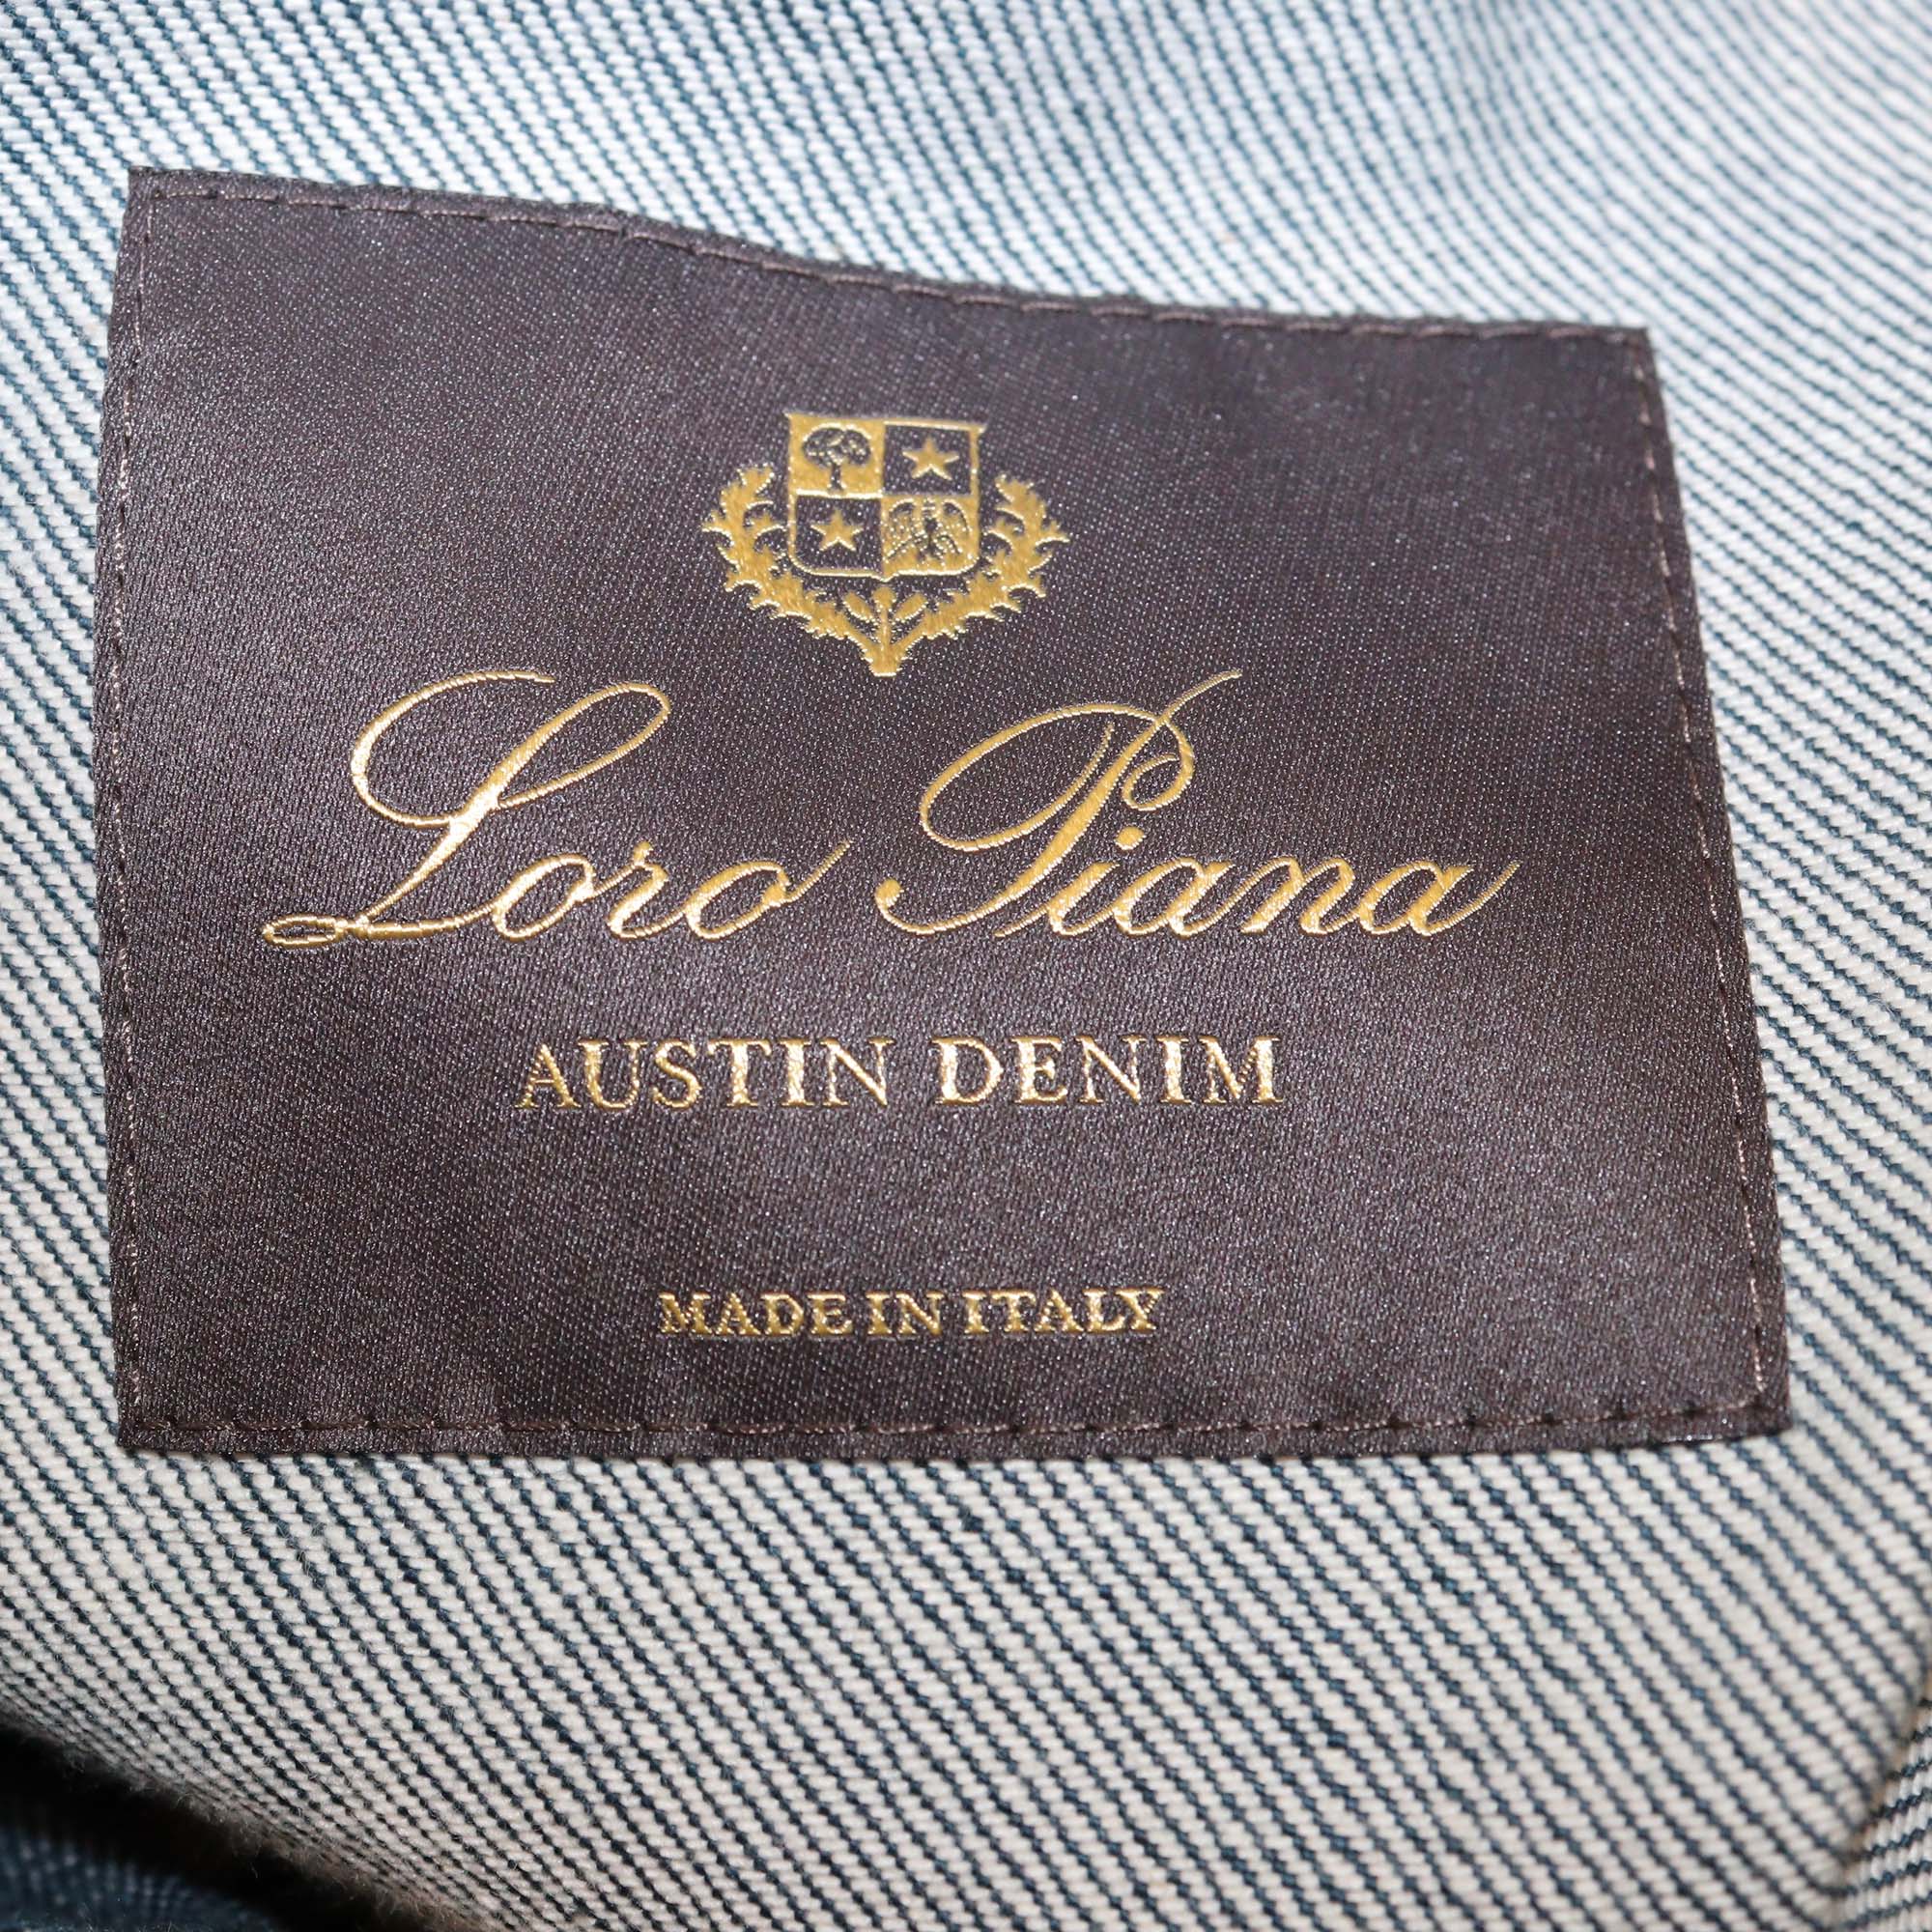 Loro Piana
AUSTIN DENIM
MADE IN ITALY